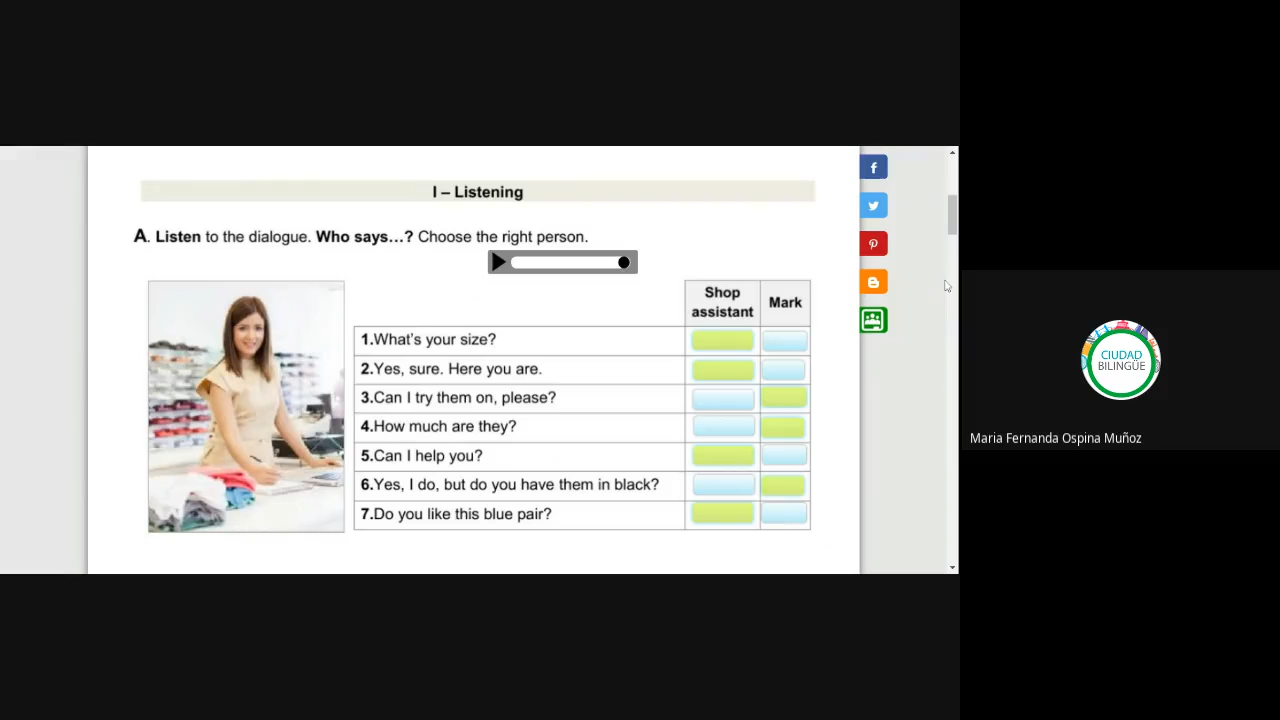 I – Listening
A. Listen to the dialogue. Who says…? Choose the right person.
Shop
assistant
Mark
1.What's your size?
2.Yes, sure. Here you are.
3.Can I try them on, please?
4.How much are they?
5.Can I help you?
6.Yes, I do, but do you have them in black?
7.Do you like this blue pair?
CIUDAD
BILINGÜE
Maria Fernanda Ospina Muñoz